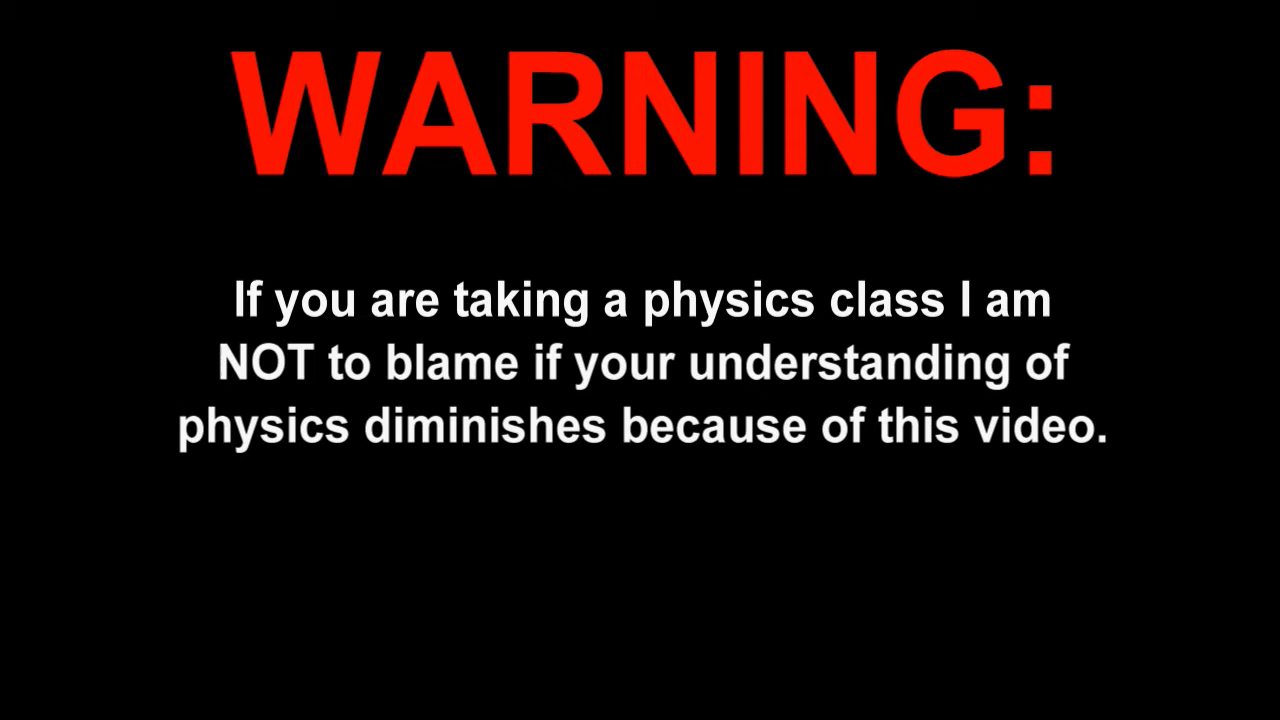 WARNING:
If you are taking a physics class I am
NOT to blame if your understanding of
physics diminishes because of this video.